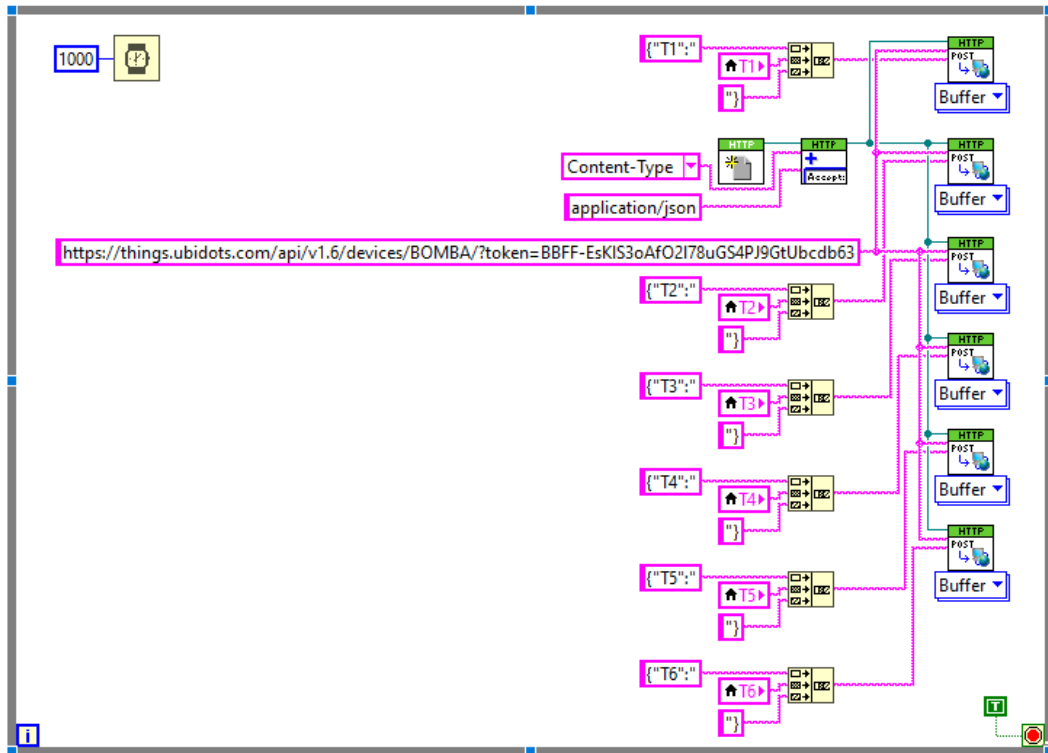 1000
{"T1":"
T1
"}
HTTP
POST
Buffer
HTTP
HTTP
Accept:
HTTP
POST
Buffer
Content-Type
application/json
https://things.ubidots.com/api/v1.6/devices/BOMBA/?token=BBFF-EsKIS3oAfO2I78uGS4PJ9GtUbcdb63
HTTP
POST
Buffer
{"T2":"
T2
"}
HTTP
POST
Buffer
{"T3":"
T3
"}
HTTP
POST
Buffer
{"T4":"
T4
"}
HTTP
POST
Buffer
{"T5":"
T5
"}
{"T6":"
T6
"}
T
i